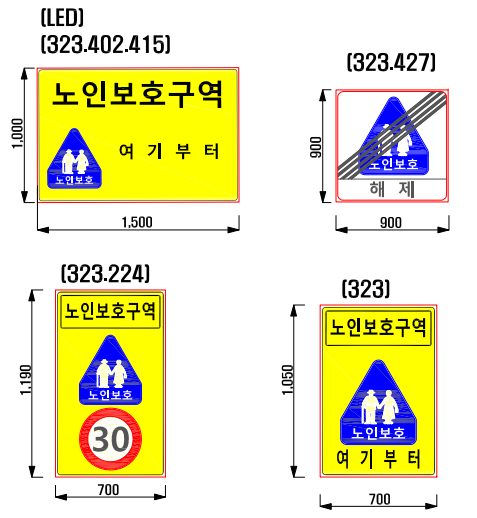 (LED)
(323.402.415)
노인보호구역
여 기 부 터
노인보호
1,000
1,500
(323.427)
노인보호
해 제
900
900
(323.224)
노인보호구역
노인보호
30
1,190
700
(323)
노인보호구역
노인보호
여 기 부 터
1,050
700